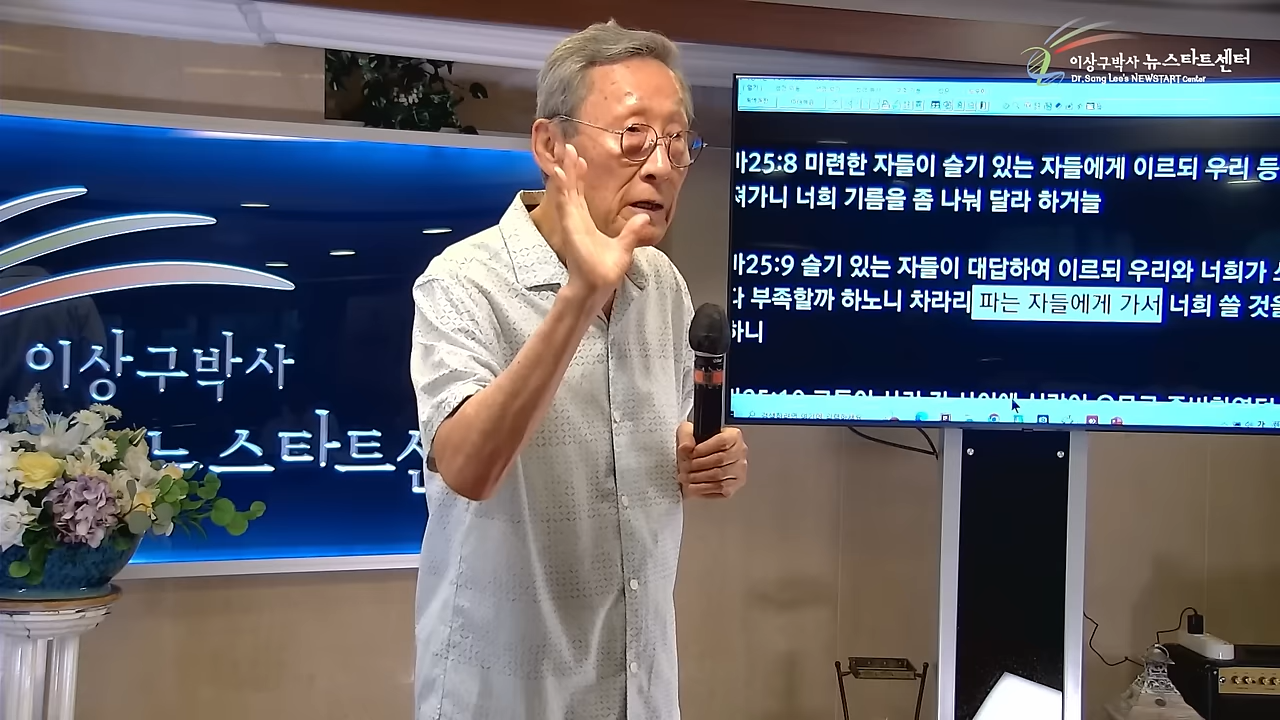 이상구박사 뉴스타트센터
Dr. Sang Lee's NEWSTART Center
마25:8 미련한 자들이 슬기 있는 자들에게 이르되 우리 등
져가니 너희 기름을 좀 나눠 달라 하거늘
마25:9 슬기 있는 자들이 대답하여 이르되 우리와 너희가
다 부족할까 하노니 차라리 파는 자들에게 가서 너희 쓸 것을
하니
이상구박사
뉴스타트센